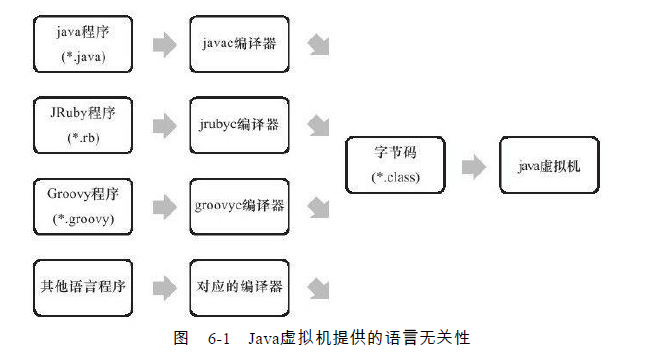 java程序
(*.java)
javac编译器
JRuby程序
(*.rb)
jrubyc编译器
字节码
(*.class)
java虚拟机
Groovy程序
(*.groovy)
groovyc编译器
其他语言程序
对应的编译器
图 6-1 Java虚拟机提供的语言无关性